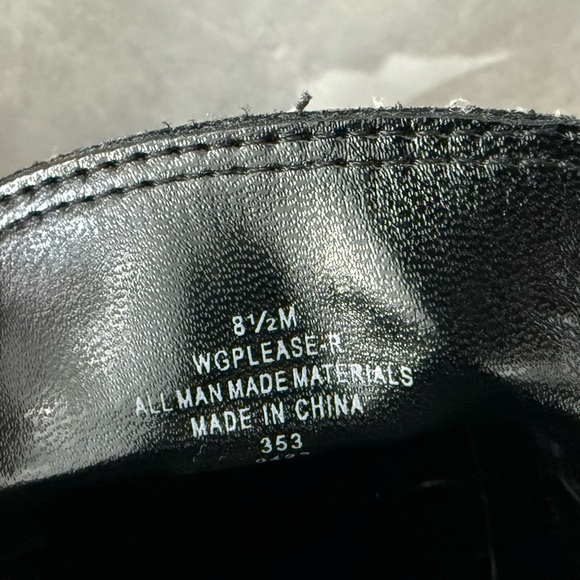 8½M
WGPLEASE-R
ALL MAN MADE MATERIALS
MADE IN CHINA
353